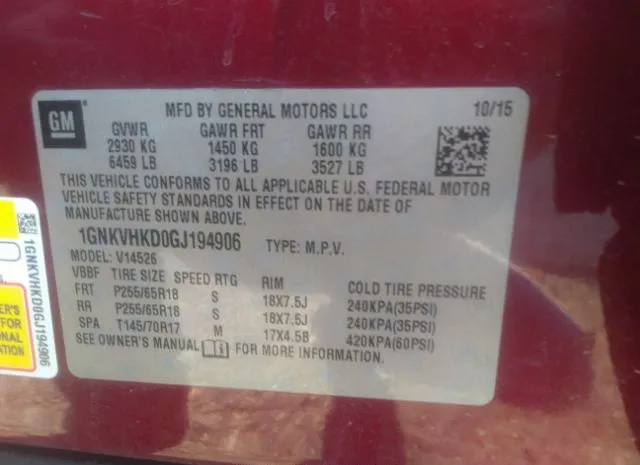 GM
MFD BY GENERAL MOTORS LLC 10/15
GVWR GAWR FRT GAWR RR
2930 KG 1450 KG 1600 KG
6459 LB 3196 LB 3527 LB
THIS VEHICLE CONFORMS TO ALL APPLICABLE U.S. FEDERAL MOTOR
VEHICLE SAFETY STANDARDS IN EFFECT ON THE DATE OF
MANUFACTURE SHOWN ABOVE.
1GNKVHKD0GJ194906 TYPE: M.P.V.
MODEL: V14526
VBBF TIRE SIZE SPEED RTG RIM COLD TIRE PRESSURE
FRT P255/65R18 S 18X7.5J 240KPA(35PSI)
RR P255/65R18 S 18X7.5J 240KPA(35PSI)
SPA T145/70R17 M 17X4.5B 420KPA(60PSI)
SEE OWNER'S MANUAL FOR MORE INFORMATION.
1GNKVHKD0GJ194906
ER'S
FOR
ONAL
ATION